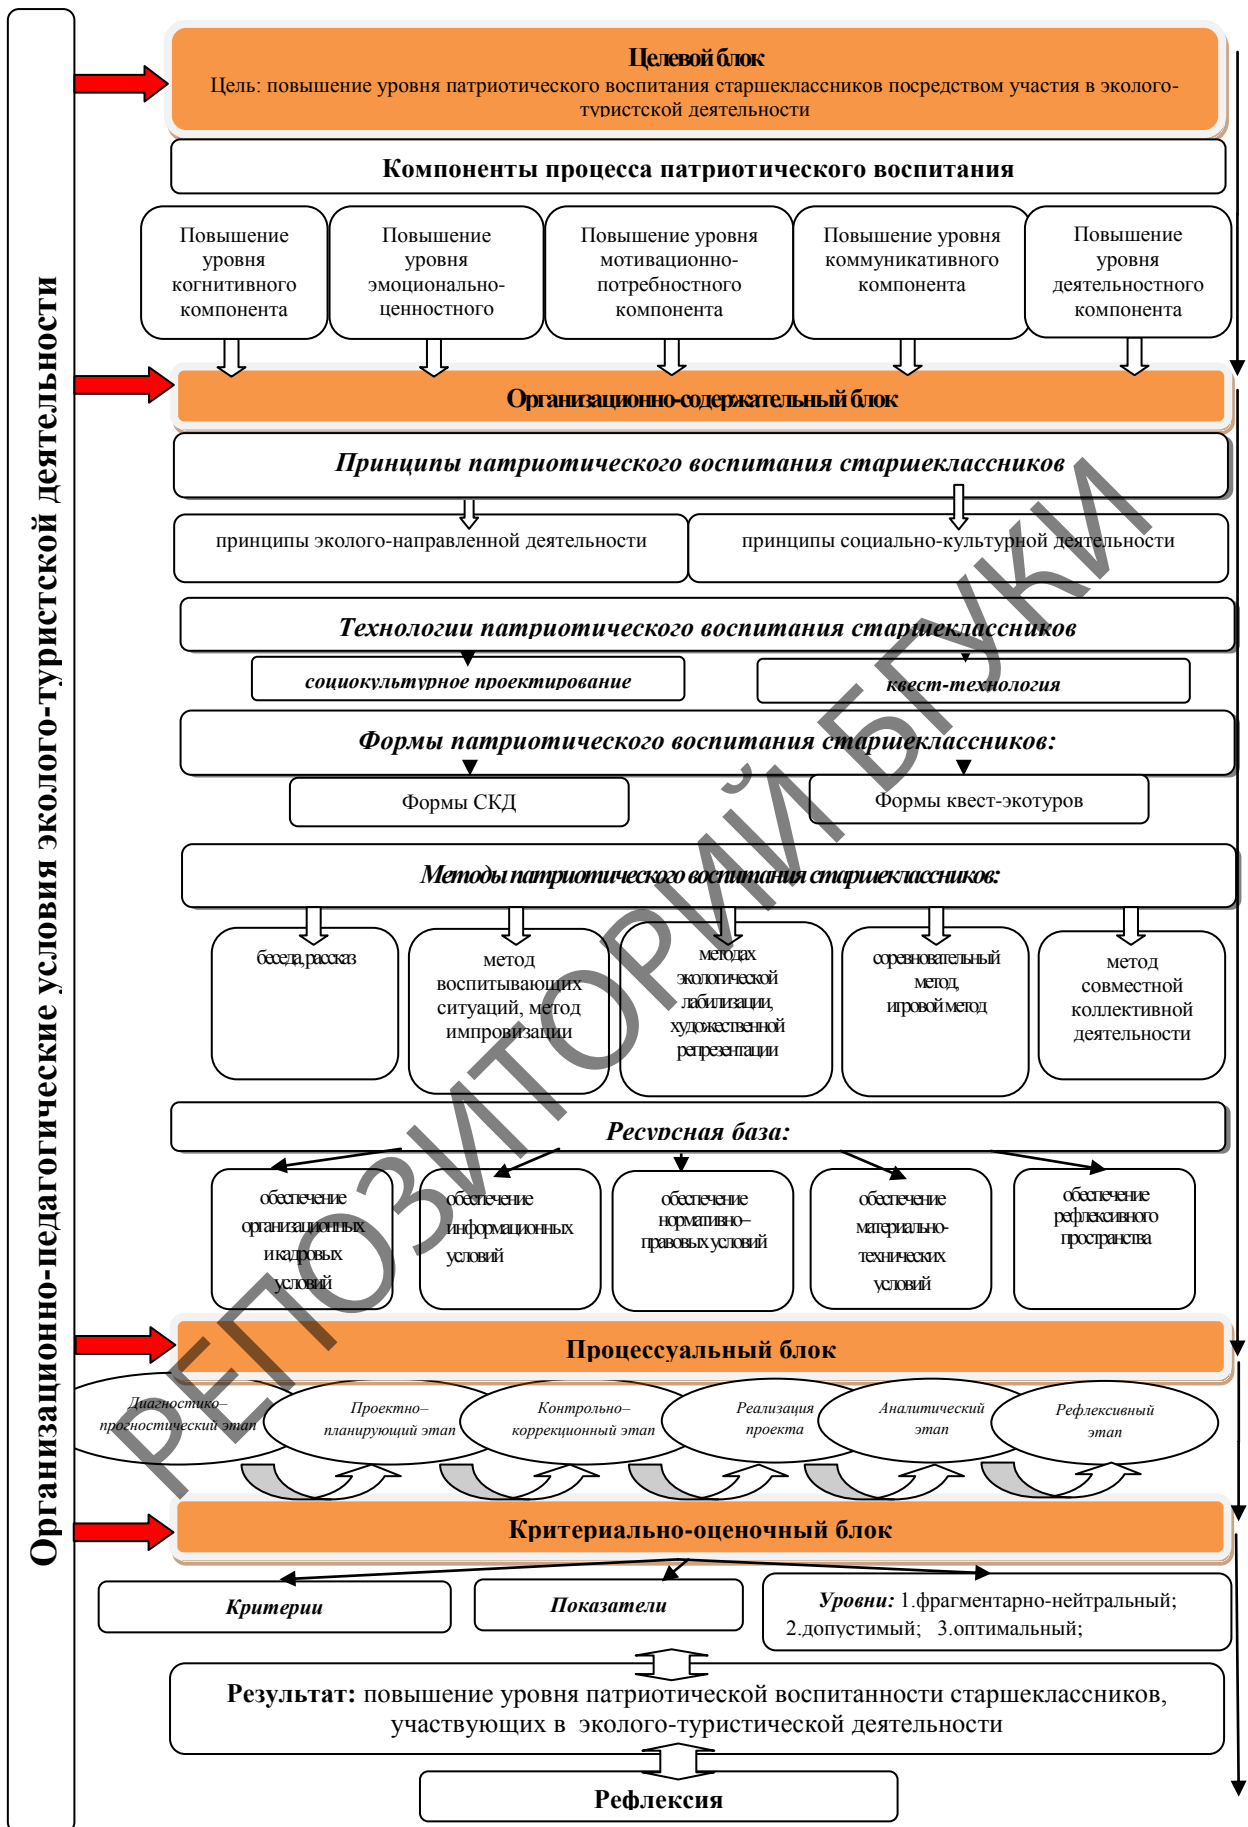 Организационно-педагогические условия эколого-туристской деятельности
Целевой блок
Цель: повышение уровня патриотического воспитания старшеклассников посредством участия в эколого-
туристской деятельности
Компоненты процесса патриотического воспитания
Повышение
уровня
когнитивного
компонента
Повышение
уровня
эмоционально-
ценностного
Повышение уровня
мотивационно-
потребностного
компонента
Повышение уровня
коммуникативного
компонента
Повышение
уровня
деятельностного
компонента
Организационно-содержательный блок
Принципы патриотического воспитания старшеклассников
принципы эколого-направленной деятельности
принципы социально-культурной деятельности
Технологии патриотического воспитания старшеклассников
социокультурное проектирование
квест-технология
Формы патриотического воспитания старшеклассников:
Формы СКД
Формы квест-экотуров
Методы патриотического воспитания старшеклассников:
беседа, рассказ
метод
воспитывающих
ситуаций, метод
импровизации
методах
экологической
лабилизации,
художественной
репрезентации
соревновательный
метод,
игровой метод
метод
совместной
коллективной
деятельности
Ресурсная база:
обеспечение
организационных
и кадровых
условий
обеспечение
информационных
условий
обеспечение
нормативно–
правовых условий
обеспечение
материально-
технических
условий
обеспечение
рефлексивного
пространства
Процессуальный блок
Диагностико–
прогностический этап
Проектно–
планирующий этап
Контрольно–
коррекционный этап
Реализация
проекта
Аналитический
этап
Рефлексивный
этап
Критериально-оценочный блок
Критерии
Показатели
Уровни: 1.фрагментарно-нейтральный;
2.допустимый; 3.оптимальный;
Результат: повышение уровня патриотической воспитанности старшеклассников,
участвующих в эколого-туристической деятельности
Рефлексия
РЕПОЗИТОРИЙ БГУКИ